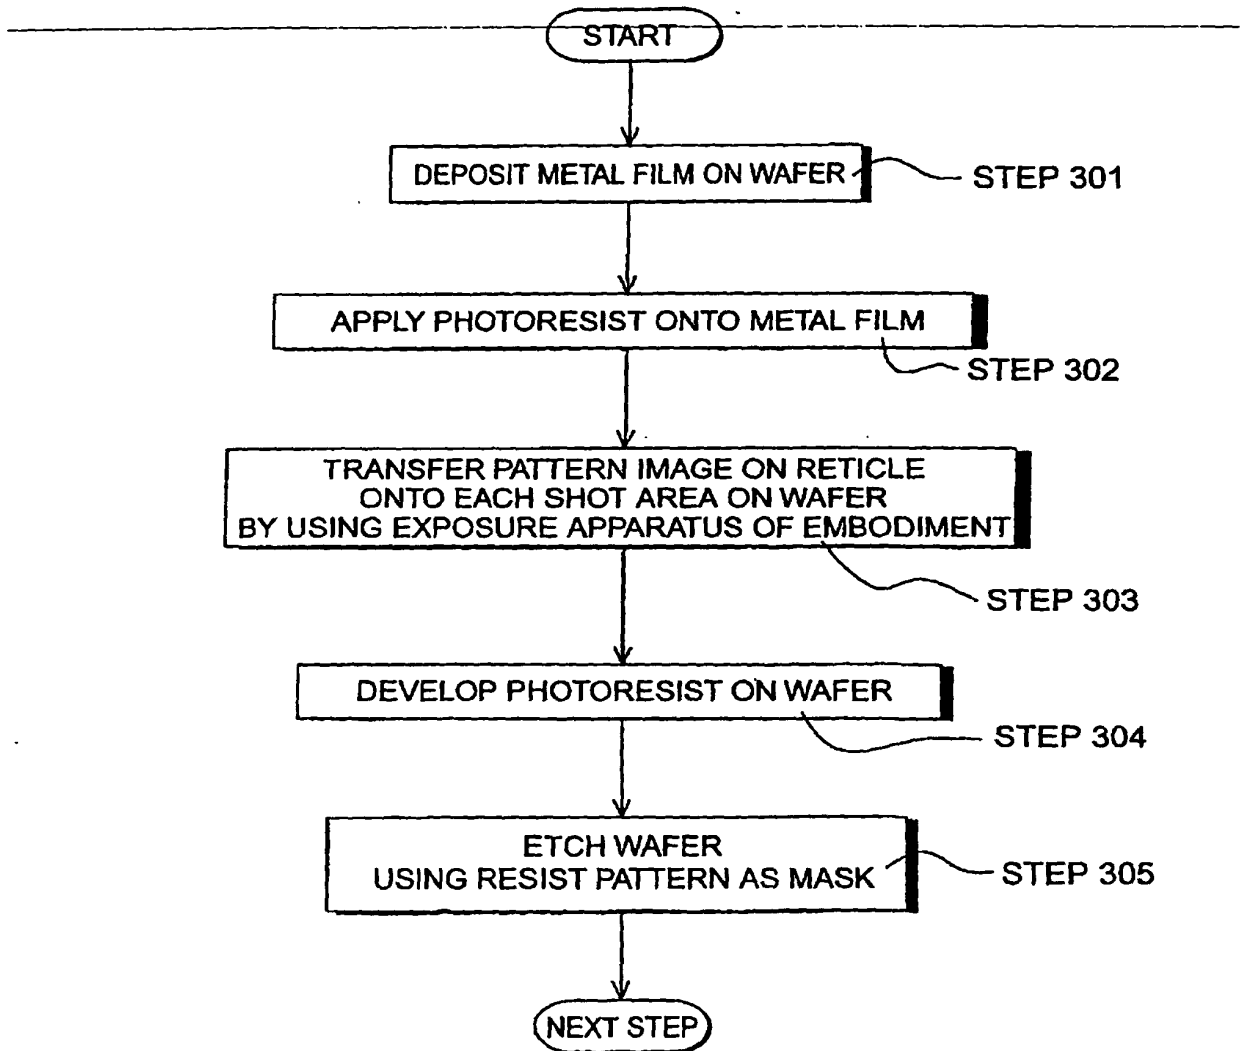 START
DEPOSIT METAL FILM ON WAFER
STEP 301
APPLY PHOTORESIST ONTO METAL FILM
STEP 302
TRANSFER PATTERN IMAGE ON RETICLE
ONTO EACH SHOT AREA ON WAFER
BY USING EXPOSURE APPARATUS OF EMBODIMENT
STEP 303
DEVELOP PHOTORESIST ON WAFER
STEP 304
ETCH WAFER
USING RESIST PATTERN AS MASK
STEP 305
NEXT STEP